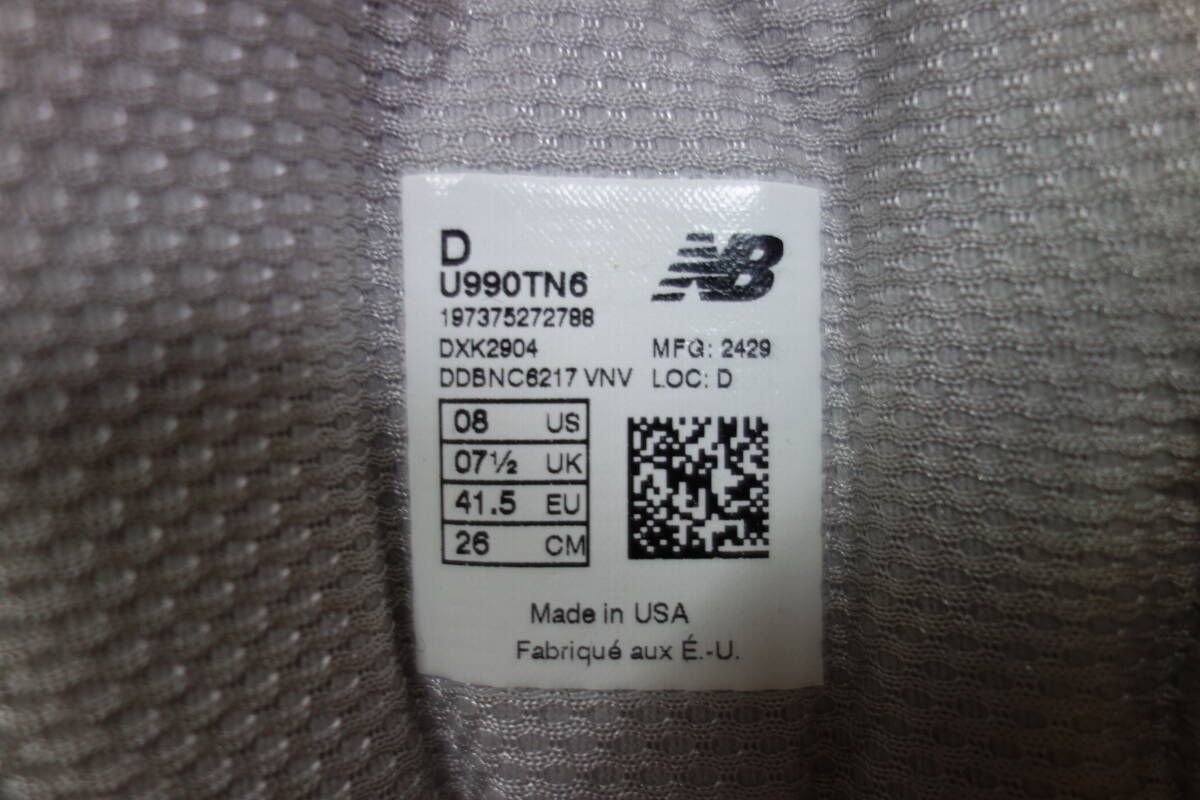 D
U990TN6
NB
197375272788
DXK2904 MFG: 2429
DDBNC6217 VNV LOC: D
08 US
07½ UK
41.5 EU
26 CM
Made in USA
Fabriqué aux É.-U.